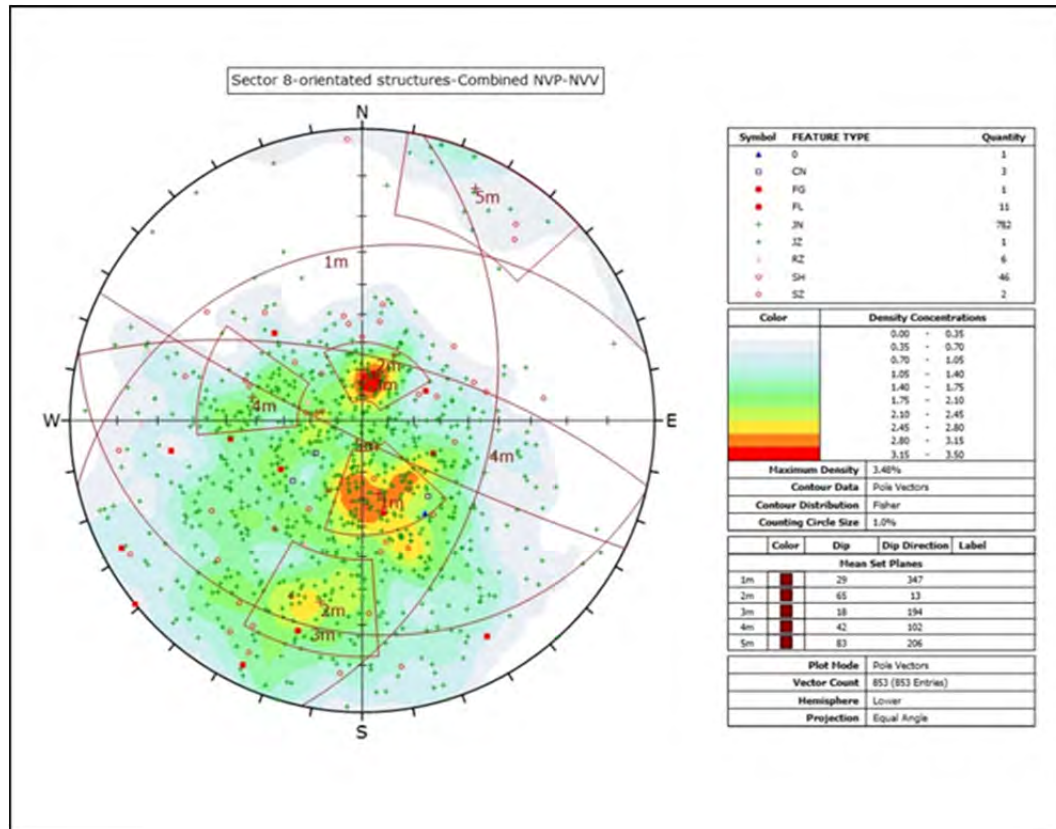 Sector 8-orientated structures-Combined NVP-NVV
N
5m
1m
2m
3m
4m
W
E
4m
5m
1m
2m
3m
S
Symbol FEATURE TYPE Quantity
0 1
CN 3
FG 1
FL 11
JN 782
JZ 1
RZ 6
SH 46
SZ 2
Color Density Concentrations
0.00 - 0.35
0.35 - 0.70
0.70 - 1.05
1.05 - 1.40
1.40 - 1.75
1.75 - 2.10
2.10 - 2.45
2.45 - 2.80
2.80 - 3.15
3.15 - 3.50
Maximum Density 3.48%
Contour Data Pole Vectors
Contour Distribution Fisher
Counting Circle Size 1.0%
Color Dip Dip Direction Label
Mean Set Planes
1m 29 347
2m 65 13
3m 18 194
4m 42 102
5m 83 206
Plot Mode Pole Vectors
Vector Count 853 (853 Entries)
Hemisphere Lower
Projection Equal Angle